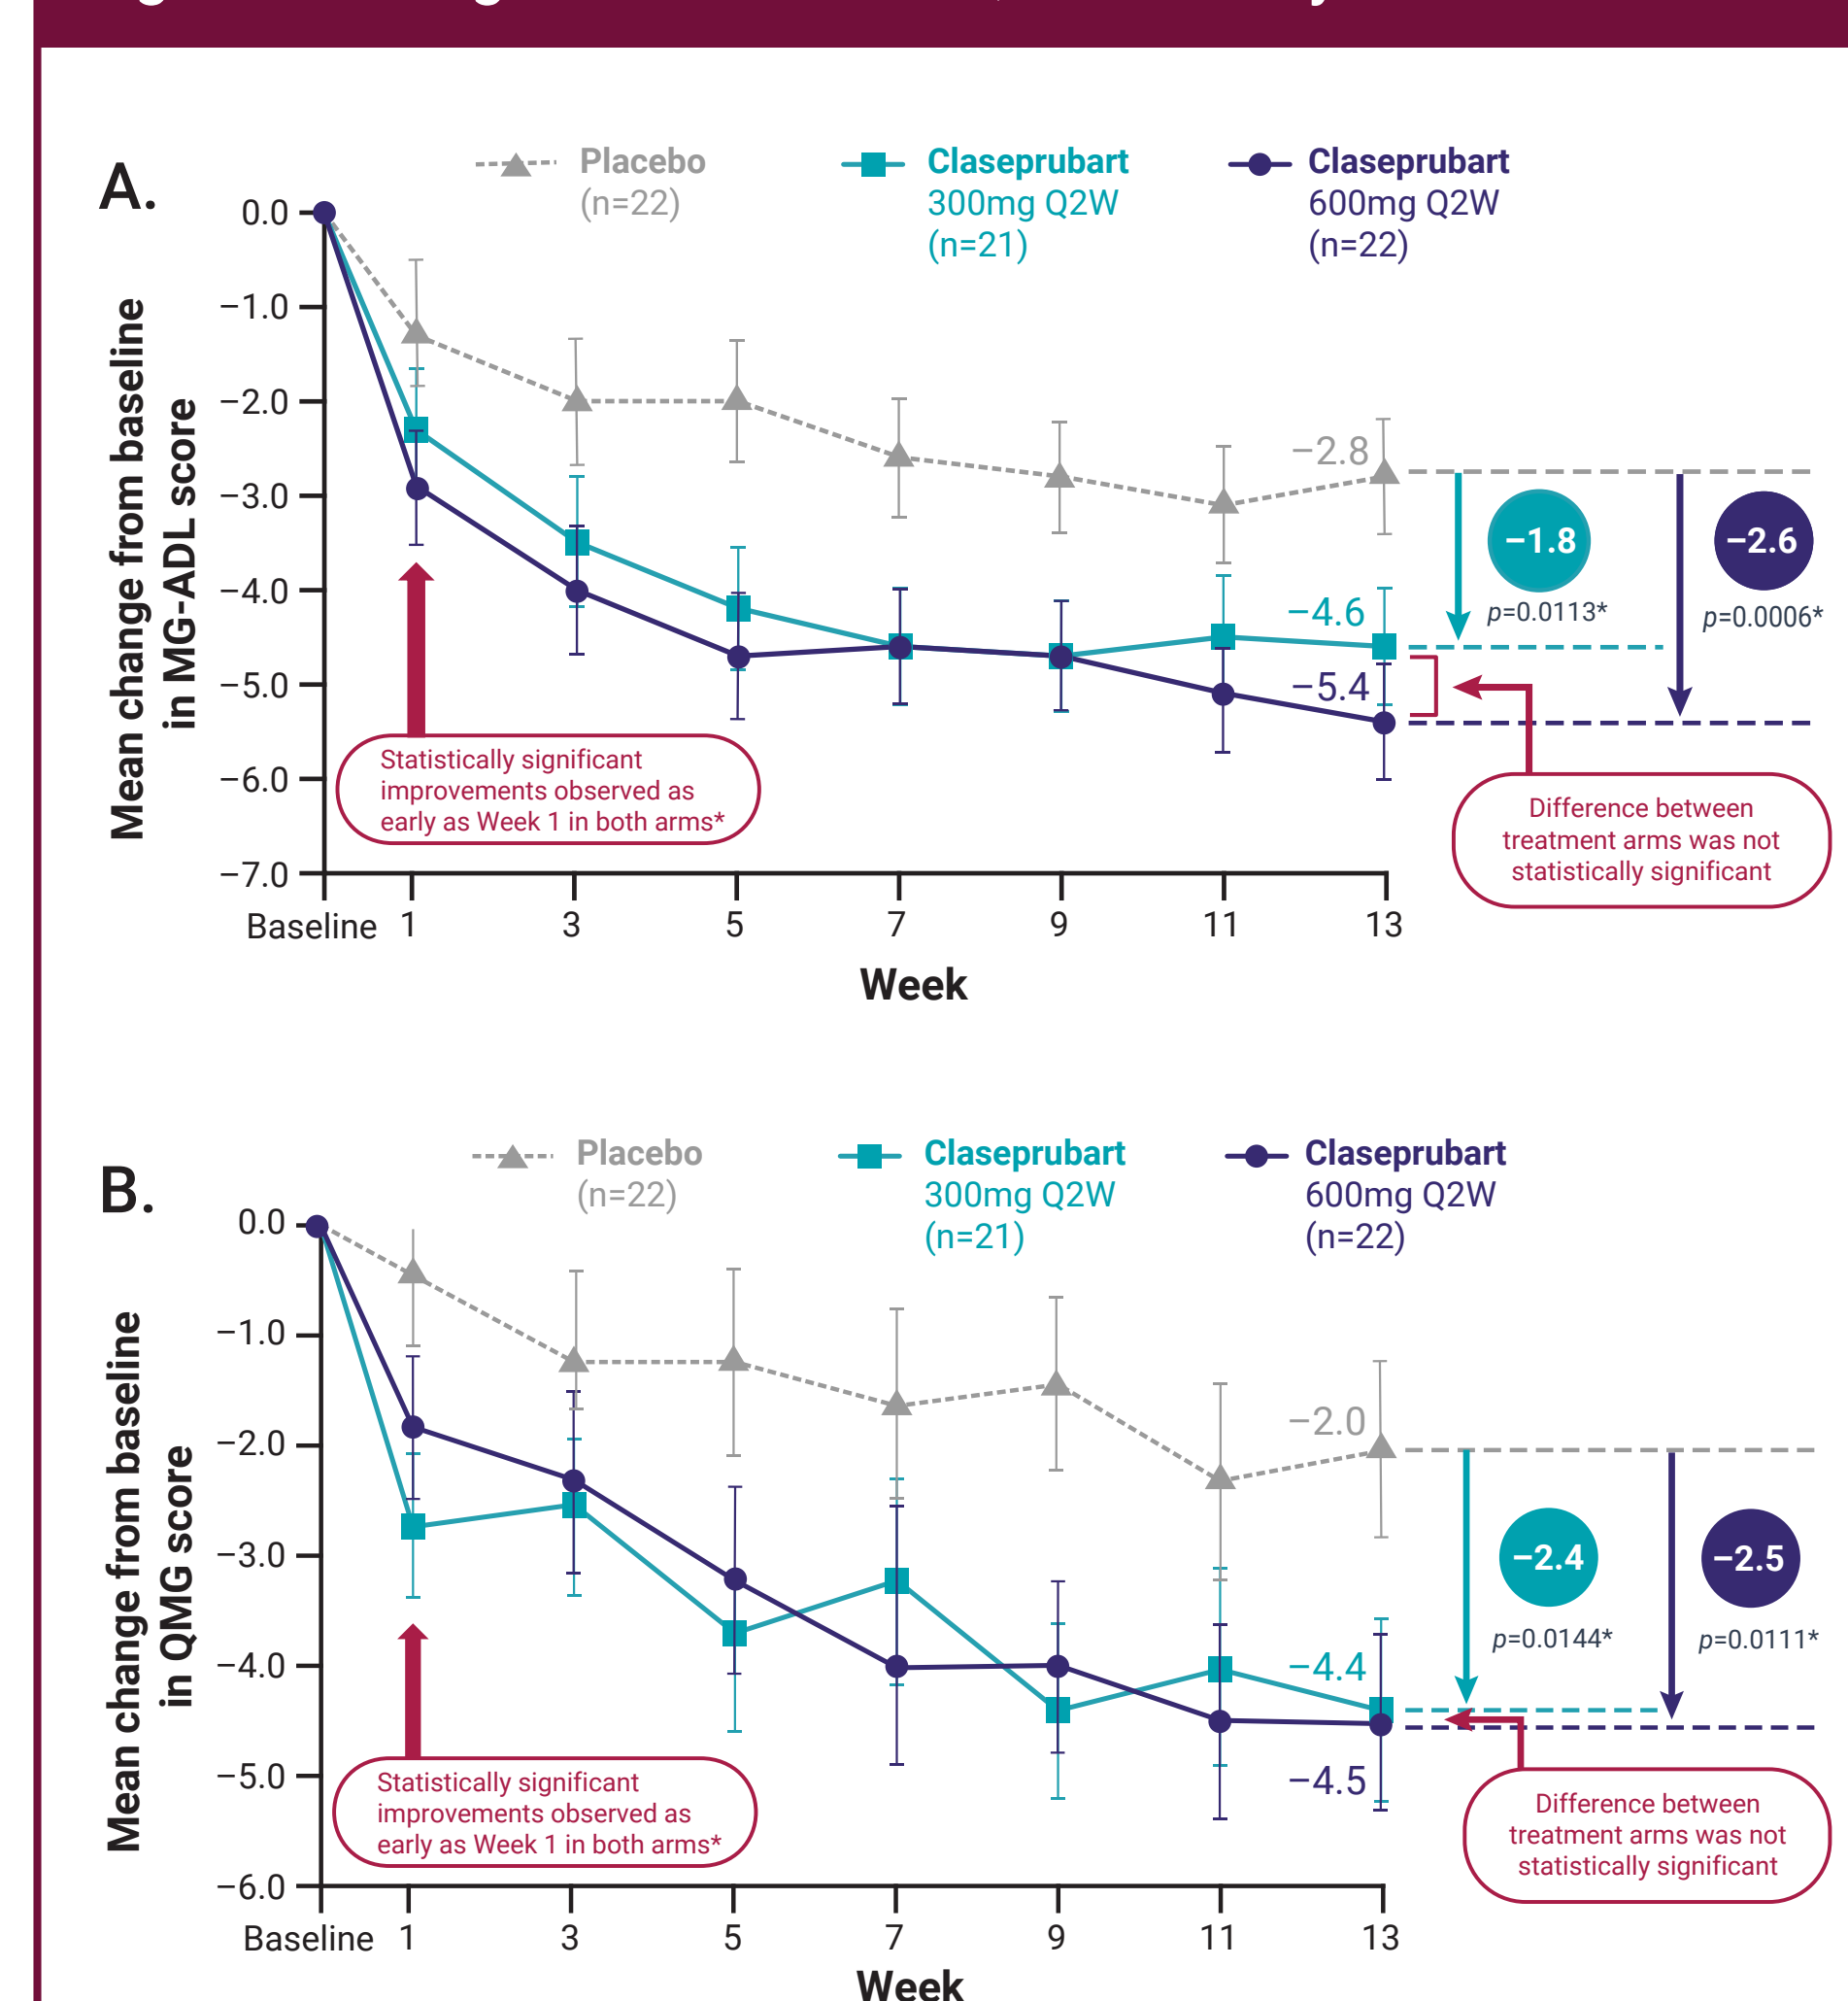 A.
Placebo
(n=22)
Claseprubart
300mg Q2W
(n=21)
Claseprubart
600mg Q2W
(n=22)
Mean change from baseline
in MG-ADL score
0.0
−1.0
−2.0
−3.0
−4.0
−5.0
−6.0
−7.0
−2.8
−4.6
−5.4
−1.8
p=0.0113*
−2.6
p=0.0006*
Statistically significant
improvements observed as
early as Week 1 in both arms*
Difference between
treatment arms was not
statistically significant
Baseline 1 3 5 7 9 11 13
Week
B.
Placebo
(n=22)
Claseprubart
300mg Q2W
(n=21)
Claseprubart
600mg Q2W
(n=22)
Mean change from baseline
in QMG score
0.0
−1.0
−2.0
−3.0
−4.0
−5.0
−6.0
−2.0
−4.4
−4.5
−2.4
p=0.0144*
−2.5
p=0.0111*
Statistically significant
improvements observed as
early as Week 1 in both arms*
Difference between
treatment arms was not
statistically significant
Baseline 1 3 5 7 9 11 13
Week